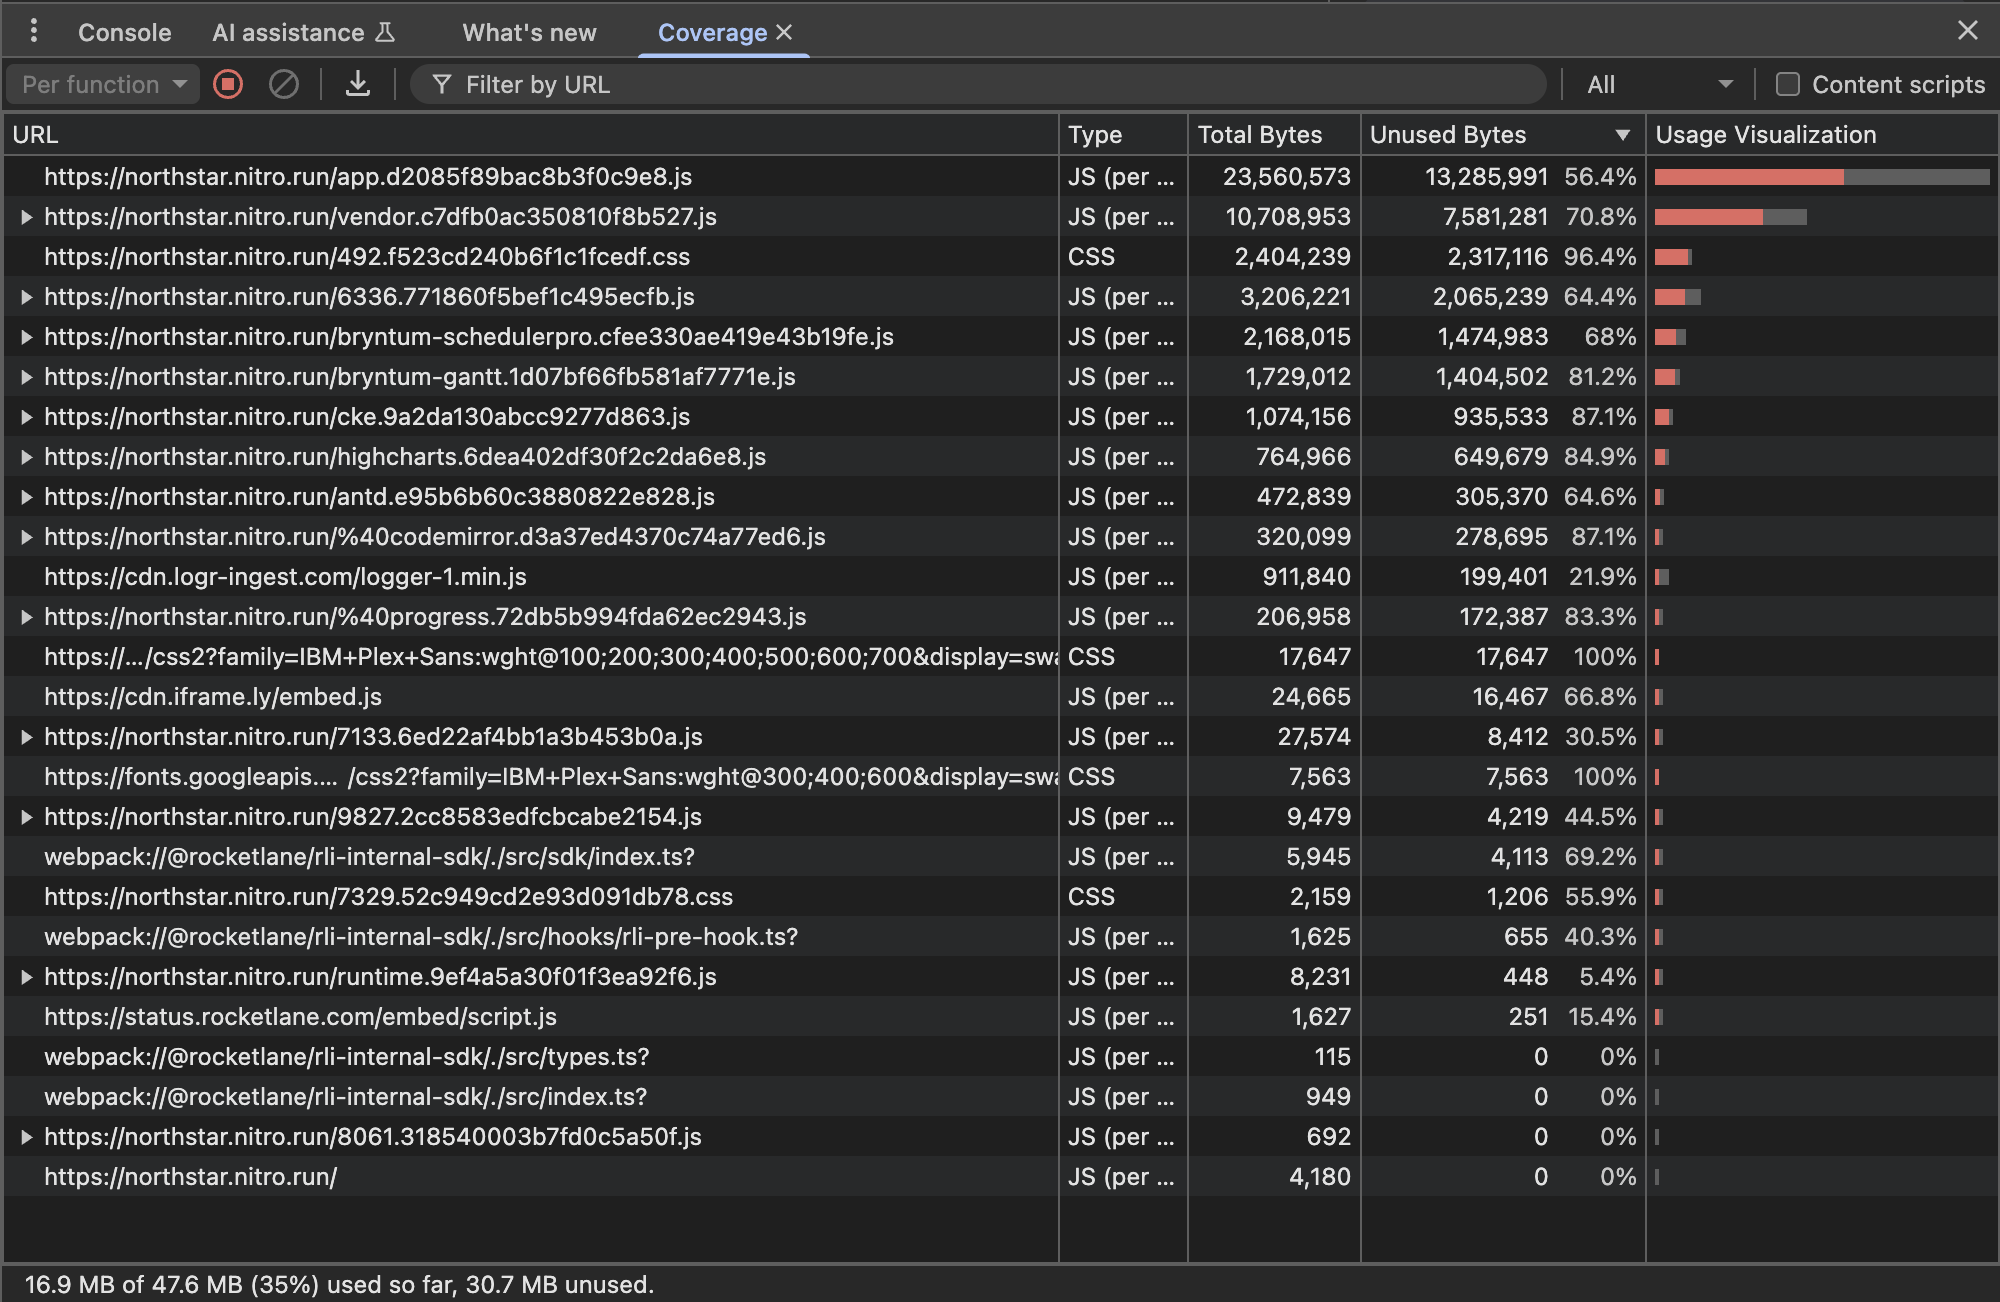 Console AI assistance What's new Coverage
Per function Filter by URL All Content scripts
URL Type Total Bytes Unused Bytes Usage Visualization
https://northstar.nitro.run/app.d2085f89bac8b3f0c9e8.js JS (per ... 23,560,573 13,285,991 56.4%
https://northstar.nitro.run/vendor.c7dfb0ac350810f8b527.js JS (per ... 10,708,953 7,581,281 70.8%
https://northstar.nitro.run/492.f523cd240b6f1c1fcedf.css CSS 2,404,239 2,317,116 96.4%
https://northstar.nitro.run/6336.771860f5bef1c495ecfb.js JS (per ... 3,206,221 2,065,239 64.4%
https://northstar.nitro.run/bryntum-schedulerpro.cfee330ae419e43b19fe.js JS (per ... 2,168,015 1,474,983 68%
https://northstar.nitro.run/bryntum-gantt.1d07bf66fb581af7771e.js JS (per ... 1,729,012 1,404,502 81.2%
https://northstar.nitro.run/cke.9a2da130abcc9277d863.js JS (per ... 1,074,156 935,533 87.1%
https://northstar.nitro.run/highcharts.6dea402df30f2c2da6e8.js JS (per ... 764,966 649,679 84.9%
https://northstar.nitro.run/antd.e95b6b60c3880822e828.js JS (per ... 472,839 305,370 64.6%
https://northstar.nitro.run/%40codemirror.d3a37ed4370c74a77ed6.js JS (per ... 320,099 278,695 87.1%
https://cdn.logr-ingest.com/logger-1.min.js JS (per ... 911,840 199,401 21.9%
https://northstar.nitro.run/%40progress.72db5b994fda62ec2943.js JS (per ... 206,958 172,387 83.3%
https://.../css2?family=IBM+Plex+Sans:wght@100;200;300;400;500;600;700&display=swa CSS 17,647 17,647 100%
https://cdn.iframe.ly/embed.js JS (per ... 24,665 16,467 66.8%
https://northstar.nitro.run/7133.6ed22af4bb1a3b453b0a.js JS (per ... 27,574 8,412 30.5%
https://fonts.googleapis.... /css2?family=IBM+Plex+Sans:wght@300;400;600&display=swa CSS 7,563 7,563 100%
https://northstar.nitro.run/9827.2cc8583edfcbcabe2154.js JS (per ... 9,479 4,219 44.5%
webpack://@rocketlane/rli-internal-sdk/./src/sdk/index.ts? JS (per ... 5,945 4,113 69.2%
https://northstar.nitro.run/7329.52c949cd2e93d091db78.css CSS 2,159 1,206 55.9%
webpack://@rocketlane/rli-internal-sdk/./src/hooks/rli-pre-hook.ts? JS (per ... 1,625 655 40.3%
https://northstar.nitro.run/runtime.9ef4a5a30f01f3ea92f6.js JS (per ... 8,231 448 5.4%
https://status.rocketlane.com/embed/script.js JS (per ... 1,627 251 15.4%
webpack://@rocketlane/rli-internal-sdk/./src/types.ts? JS (per ... 115 0 0%
webpack://@rocketlane/rli-internal-sdk/./src/index.ts? JS (per ... 949 0 0%
https://northstar.nitro.run/8061.318540003b7fd0c5a50f.js JS (per ... 692 0 0%
https://northstar.nitro.run/ JS (per ... 4,180 0 0%
16.9 MB of 47.6 MB (35%) used so far, 30.7 MB unused.